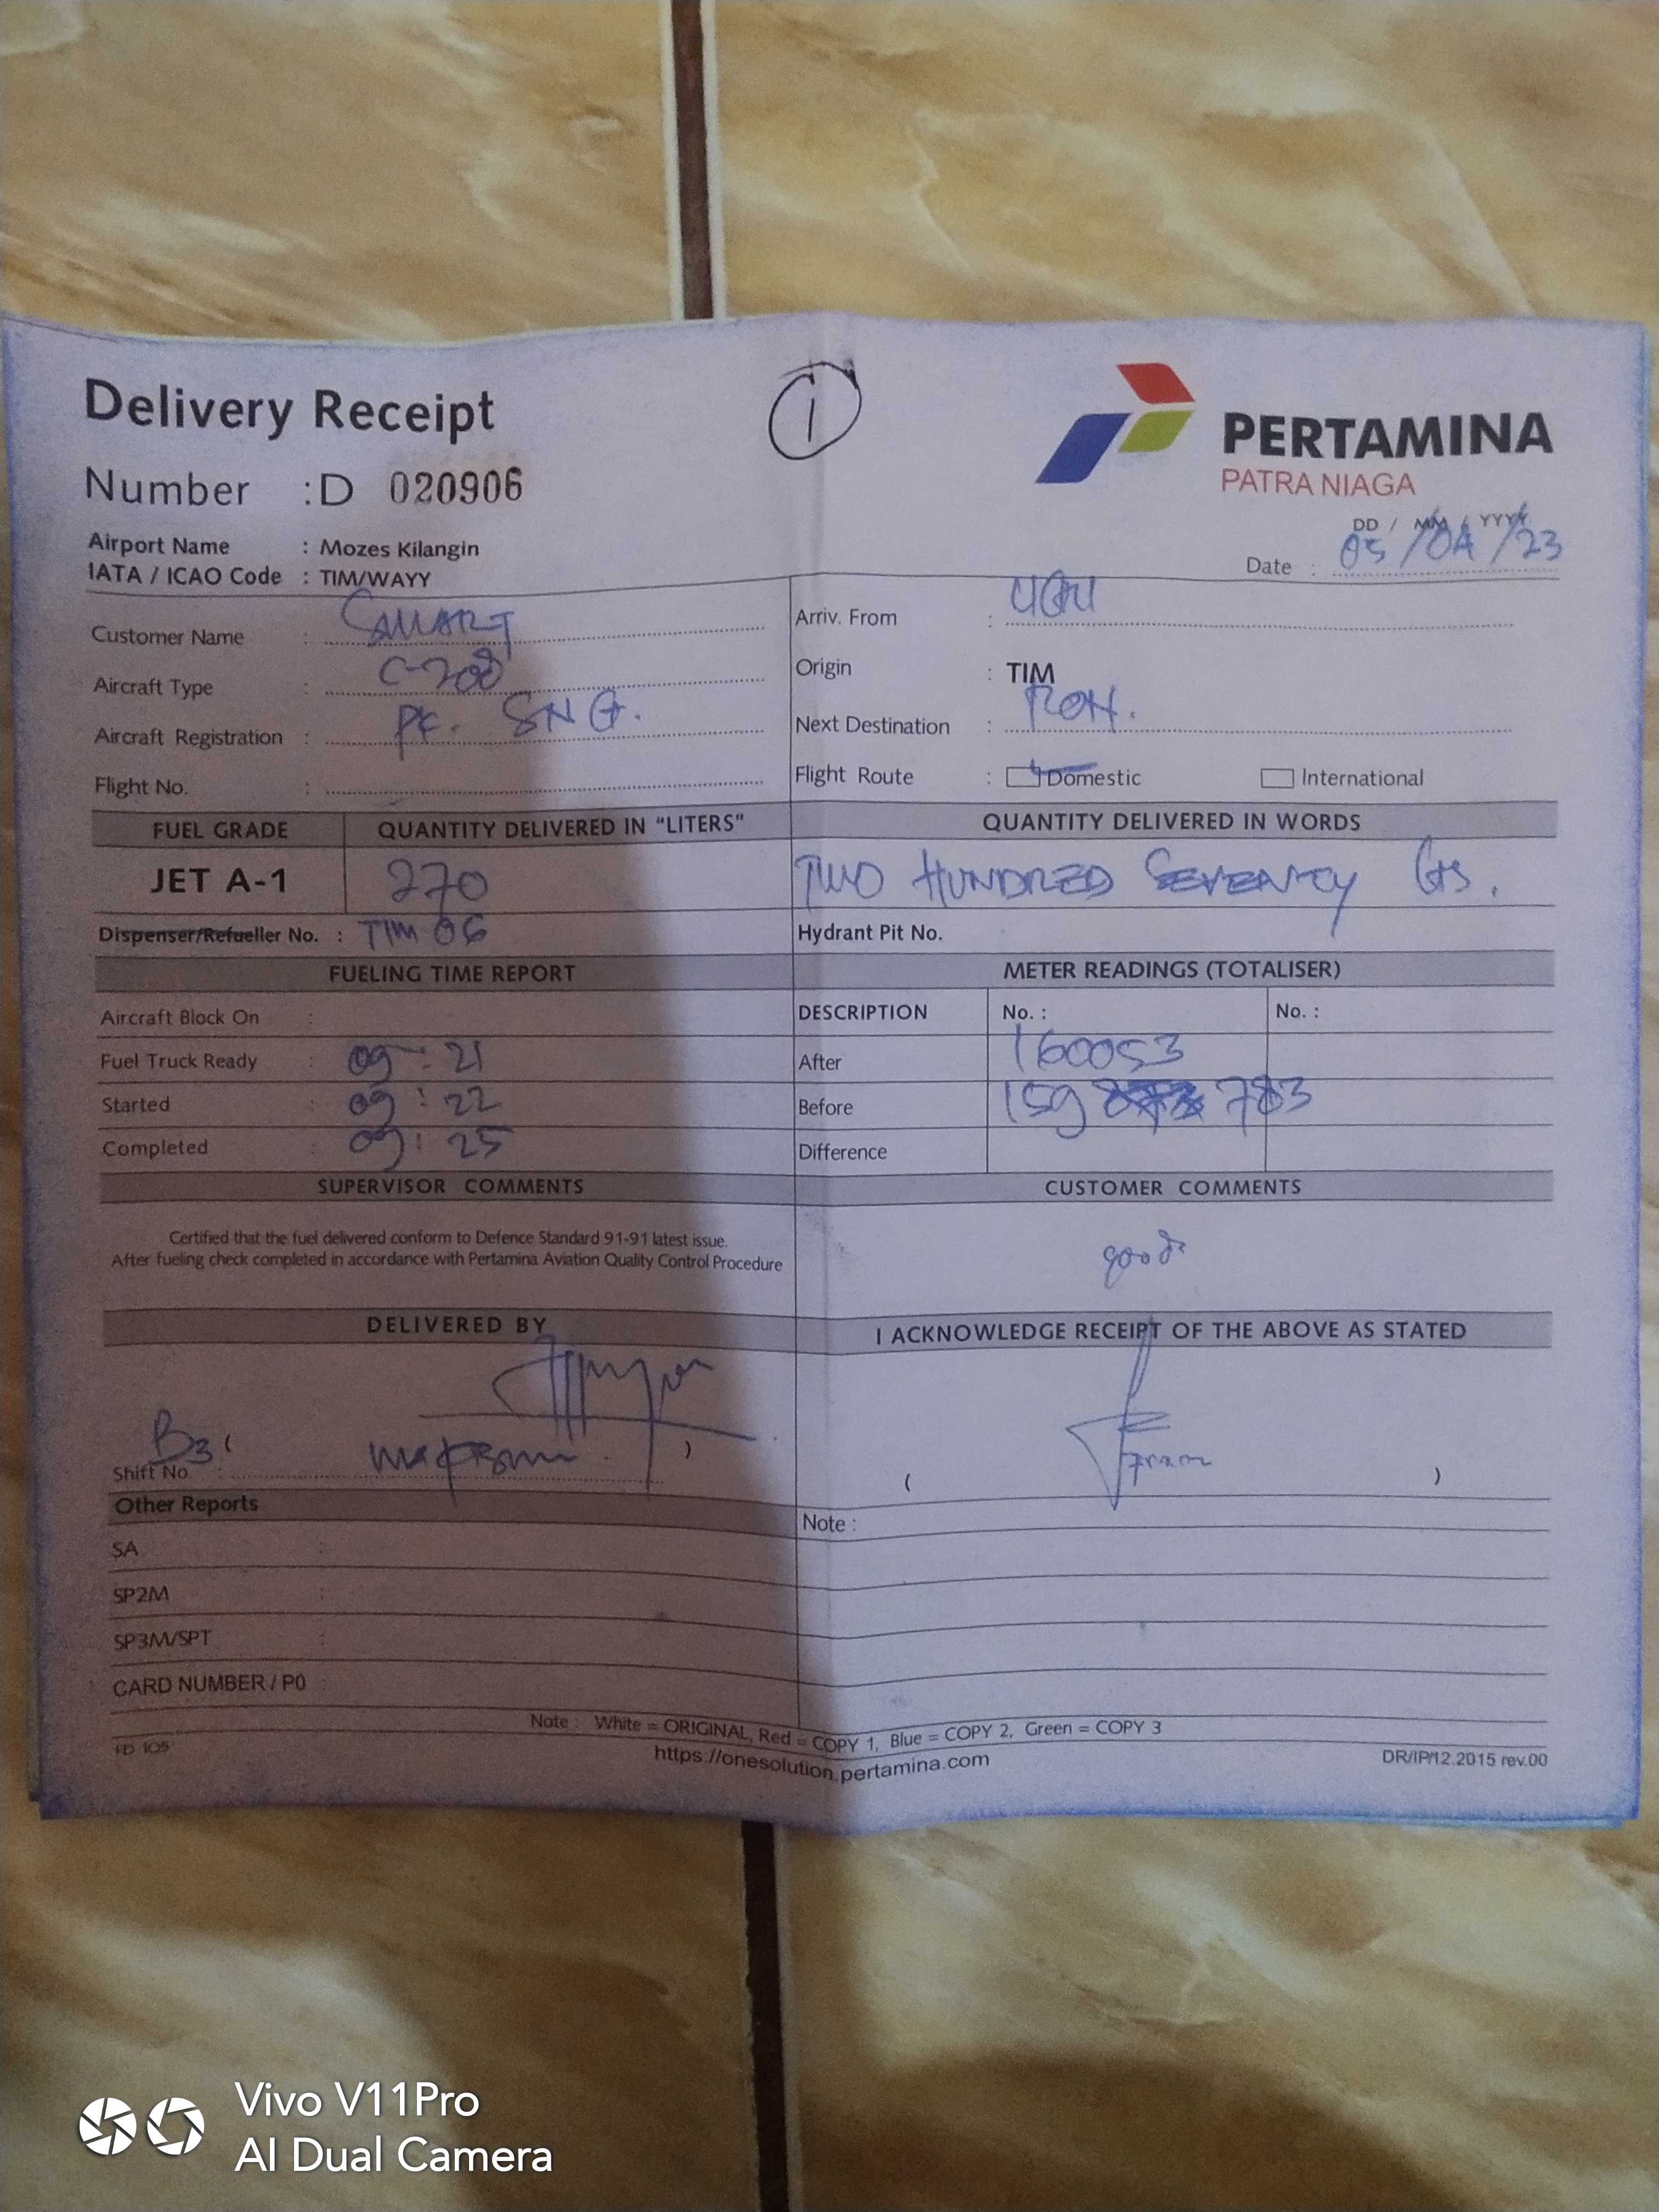 Delivery Receipt
1
PERTAMINA
PATRA NIAGA
Number : D 020906
DD / MM / YYYY
Date : 05/04/23
Airport Name : Mozes Kilangin
IATA / ICAO Code : TIM/WAYY
Customer Name : SMART
Arriv. From :
Aircraft Type : C-208
Origin : TIM
Aircraft Registration : PK. SNG.
Next Destination :
Flight No. :
Flight Route : Domestic International
FUEL GRADE QUANTITY DELIVERED IN "LITERS" QUANTITY DELIVERED IN WORDS
JET A-1 270 TWO HUNDRED SEVENTY
Dispenser/Refueller No. : TIM 06 Hydrant Pit No.
FUELING TIME REPORT METER READINGS (TOTALISER)
Aircraft Block On : DESCRIPTION No. : No. :
Fuel Truck Ready : 09:21 After 160053
Started : 09:22 Before 159 783
Completed : 09:25 Difference
SUPERVISOR COMMENTS CUSTOMER COMMENTS
Certified that the fuel delivered conform to Defence Standard 91-91 latest issue.
After fueling check completed in accordance with Pertamina Aviation Quality Control Procedure
good
DELIVERED BY I ACKNOWLEDGE RECEIPT OF THE ABOVE AS STATED
B3 ( )
Shift No. : ( )
Other Reports
Note :
SA :
SP2M :
SP3M/SPT :
CARD NUMBER / P0 :
Note : White = ORIGINAL, Red = COPY 1, Blue = COPY 2, Green = COPY 3
FD 105
https://onesolution.pertamina.com
DR/IP/12.2015 rev.00
Vivo V11Pro
AI Dual Camera